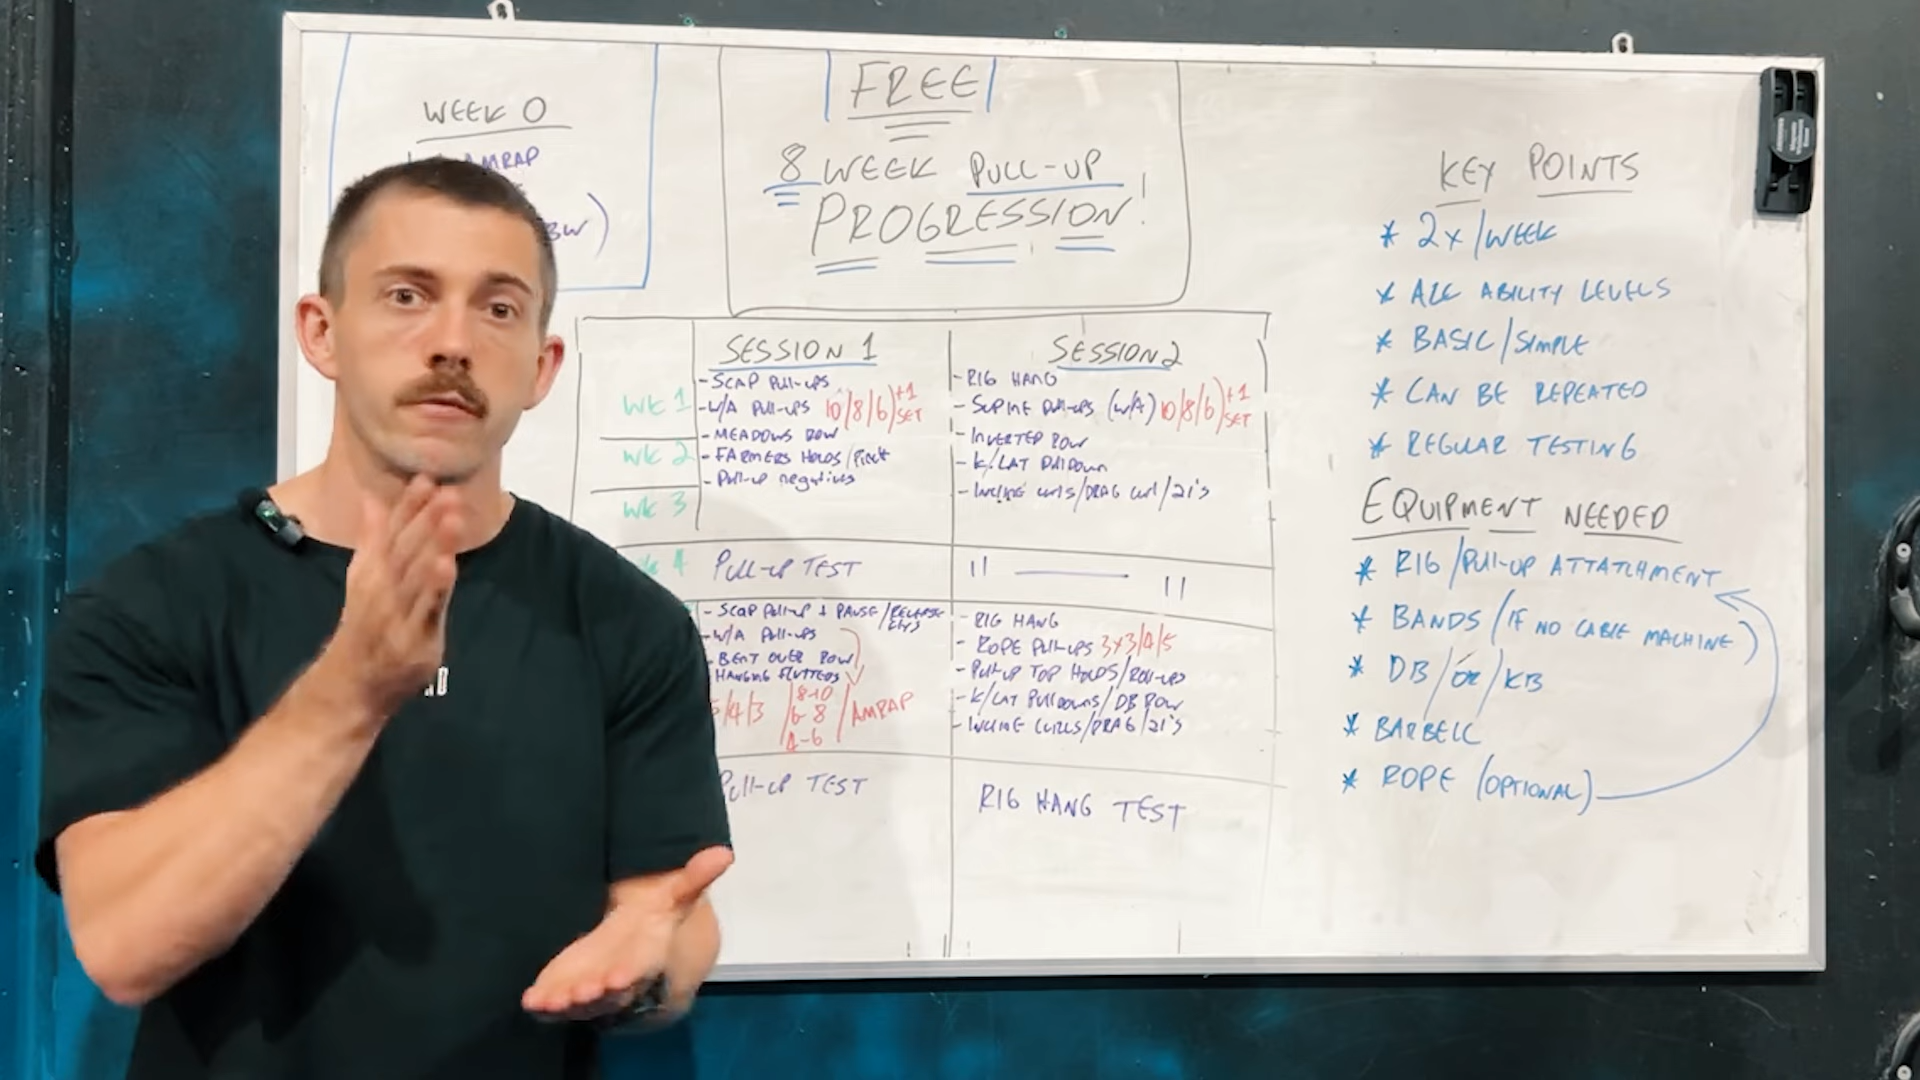 WEEK 0
AMRAP
BW)
FREE
8 WEEK PULL-UP
PROGRESSION!
SESSION 1
- SCAP PULL-UPS
WK 1
- W/A PULL-UPS 10/8/6) +1 SET
- MEADOWS ROW
WK 2
- FARMERS HOLDS/PINCH
- PULL-UP negatives
WK 3
SESSION 2
- RIG HANG
- SUPINE PULL-UPS (W/A) 10/8/6) +1 SET
- INVERTED ROW
- K/LAT PULLDOWN
- INCLINE CURLS/DRAG CURL/21's
4 PULL-UP TEST
" — "
- SCAP PULL-UP + PAUSE/RELEASE
- W/A PULL-UPS
- BENT OVER ROW
- HANGING FLUTTERS
5/4/3 / 8-10 / AMRAP
6-8
4-6
- RIG HANG
- ROPE PULL-UPS 3x3/4/5
- PULL-UP TOP HOLDS/ROLL-UPS
- K/LAT PULLDOWNS/DB ROW
- INCLINE CURLS/DRAG/21's
PULL-UP TEST
RIG HANG TEST
KEY POINTS
* 2x/WEEK
* ALL ABILITY LEVELS
* BASIC/SIMPLE
* CAN BE REPEATED
* REGULAR TESTING
EQUIPMENT NEEDED
* RIG/PULL-UP ATTATCHMENT
* BANDS/(IF NO CABLE MACHINE)
* DB/or/KB
* BARBELL
* ROPE (OPTIONAL)